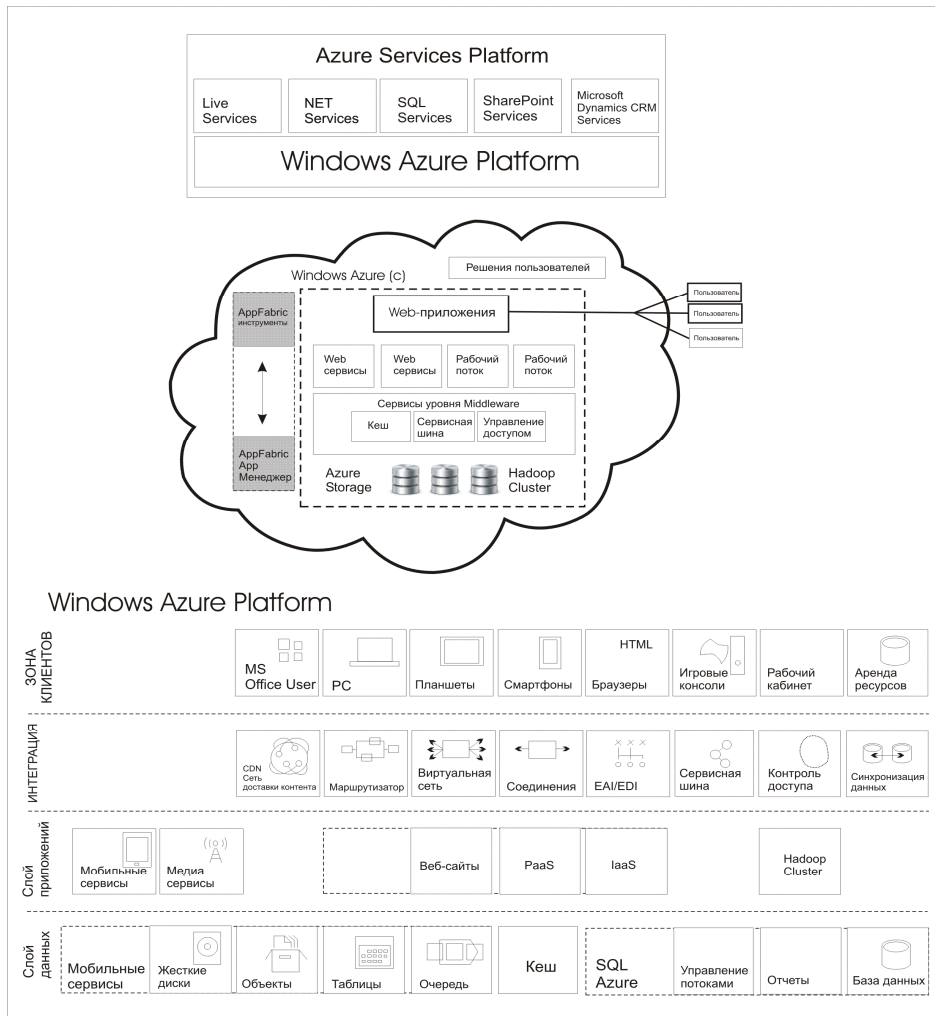 Azure Services Platform
Live
Services
NET
Services
SQL
Services
SharePoint
Services
Microsoft
Dynamics CRM
Services
Windows Azure Platform
Решения пользователей
Windows Azure (c)
AppFabric
инструменты
Web-приложения
Пользователь
Пользователь
Пользователь
Web
сервисы
Web
сервисы
Рабочий
поток
Рабочий
поток
Сервисы уровня Middleware
Кеш
Сервисная
шина
Управление
доступом
AppFabric
App
Менеджер
Azure
Storage
Hadoop
Cluster
Windows Azure Platform
ЗОНА
КЛИЕНТОВ
MS
Office User
PC
Планшеты
Смартфоны
HTML
Браузеры
Игровые
консоли
Рабочий
кабинет
Аренда
ресурсов
ИНТЕГРАЦИЯ
CDN
Сеть
доставки контента
Маршрутизатор
Виртуальная
сеть
Соединения
EAI/EDI
Сервисная
шина
Контроль
доступа
Синхронизация
данных
Слой
приложений
Мобильные
сервисы
Медиа
сервисы
Веб-сайты
PaaS
IaaS
Hadoop
Cluster
Слой
данных
Мобильные
сервисы
Жесткие
диски
Объекты
Таблицы
Очередь
Кеш
SQL
Azure
Управление
потоками
Отчеты
База данных